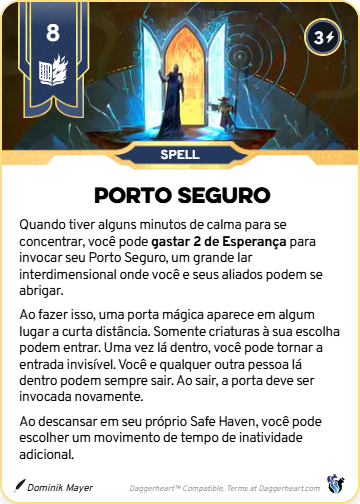 8
3
SPELL
PORTO SEGURO
Quando tiver alguns minutos de calma para se
concentrar, você pode gastar 2 de Esperança para
invocar seu Porto Seguro, um grande lar
interdimensional onde você e seus aliados podem se
abrigar.
Ao fazer isso, uma porta mágica aparece em algum
lugar a curta distância. Somente criaturas à sua escolha
podem entrar. Uma vez lá dentro, você pode tornar a
entrada invisível. Você e qualquer outra pessoa lá
dentro podem sempre sair. Ao sair, a porta deve ser
invocada novamente.
Ao descansar em seu próprio Safe Haven, você pode
escolher um movimento de tempo de inatividade
adicional.
Dominik Mayer
Daggerheart™ Compatible. Terms at Daggerheart.com